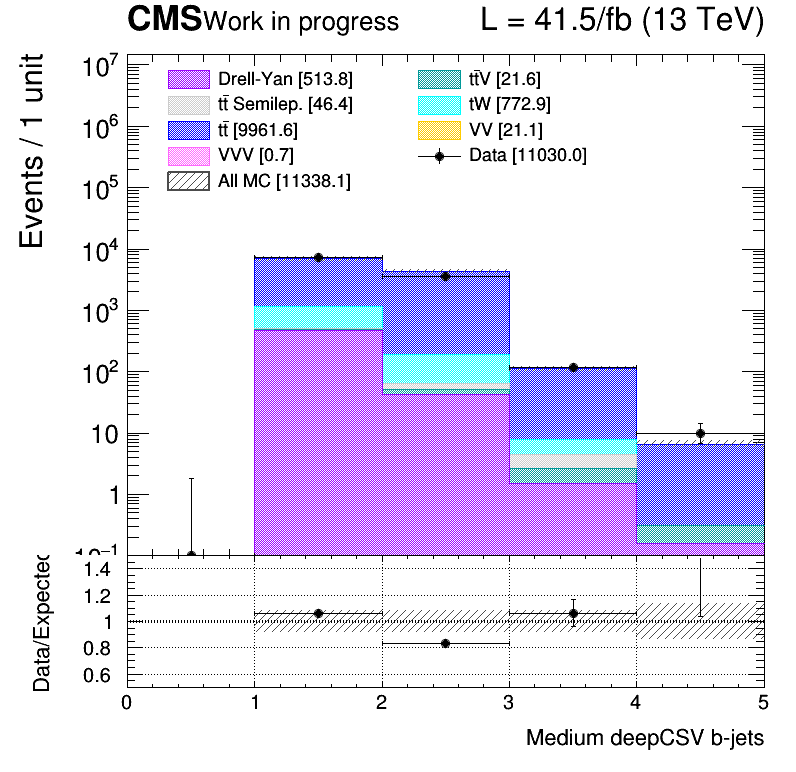 CMS Work in progress L = 41.5/fb (13 TeV)
Events / 1 unit
10⁷
10⁶
10⁵
10⁴
10³
10²
10
1
10⁻¹
Drell-Yan [513.8]
tt̄ Semilep. [46.4]
tt̄ [9961.6]
VVV [0.7]
All MC [11338.1]
tt̄V [21.6]
tW [772.9]
VV [21.1]
Data [11030.0]
Data/Expected
1.4
1.2
1
0.8
0.6
0 1 2 3 4 5
Medium deepCSV b-jets